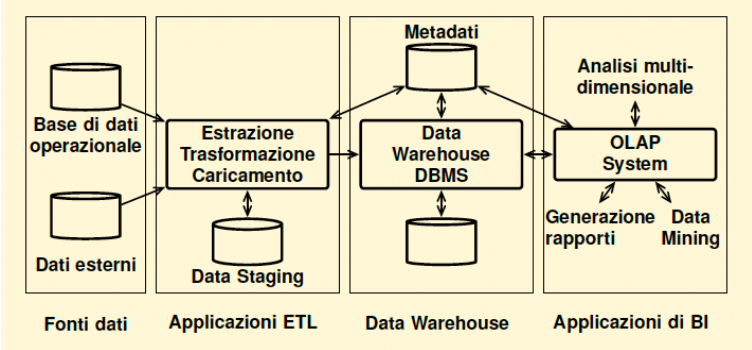 Base di dati
operazionale
Dati esterni
Fonti dati
Estrazione
Trasformazione
Caricamento
Data Staging
Applicazioni ETL
Metadati
Data
Warehouse
DBMS
Data Warehouse
Analisi multi-
dimensionale
OLAP
System
Generazione
rapporti
Data
Mining
Applicazioni di BI